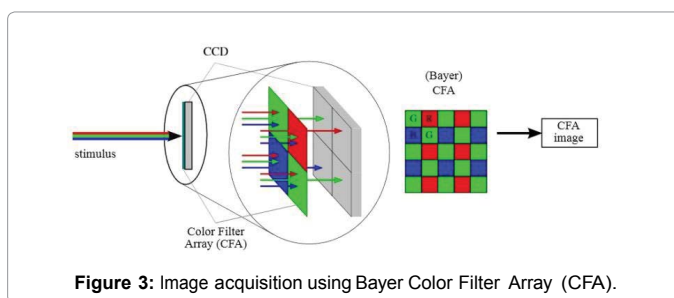 CCD
(Bayer)
CFA
G R
B G
stimulus
CFA
image
Color Filter
Array (CFA)
Figure 3: Image acquisition using Bayer Color Filter Array (CFA).